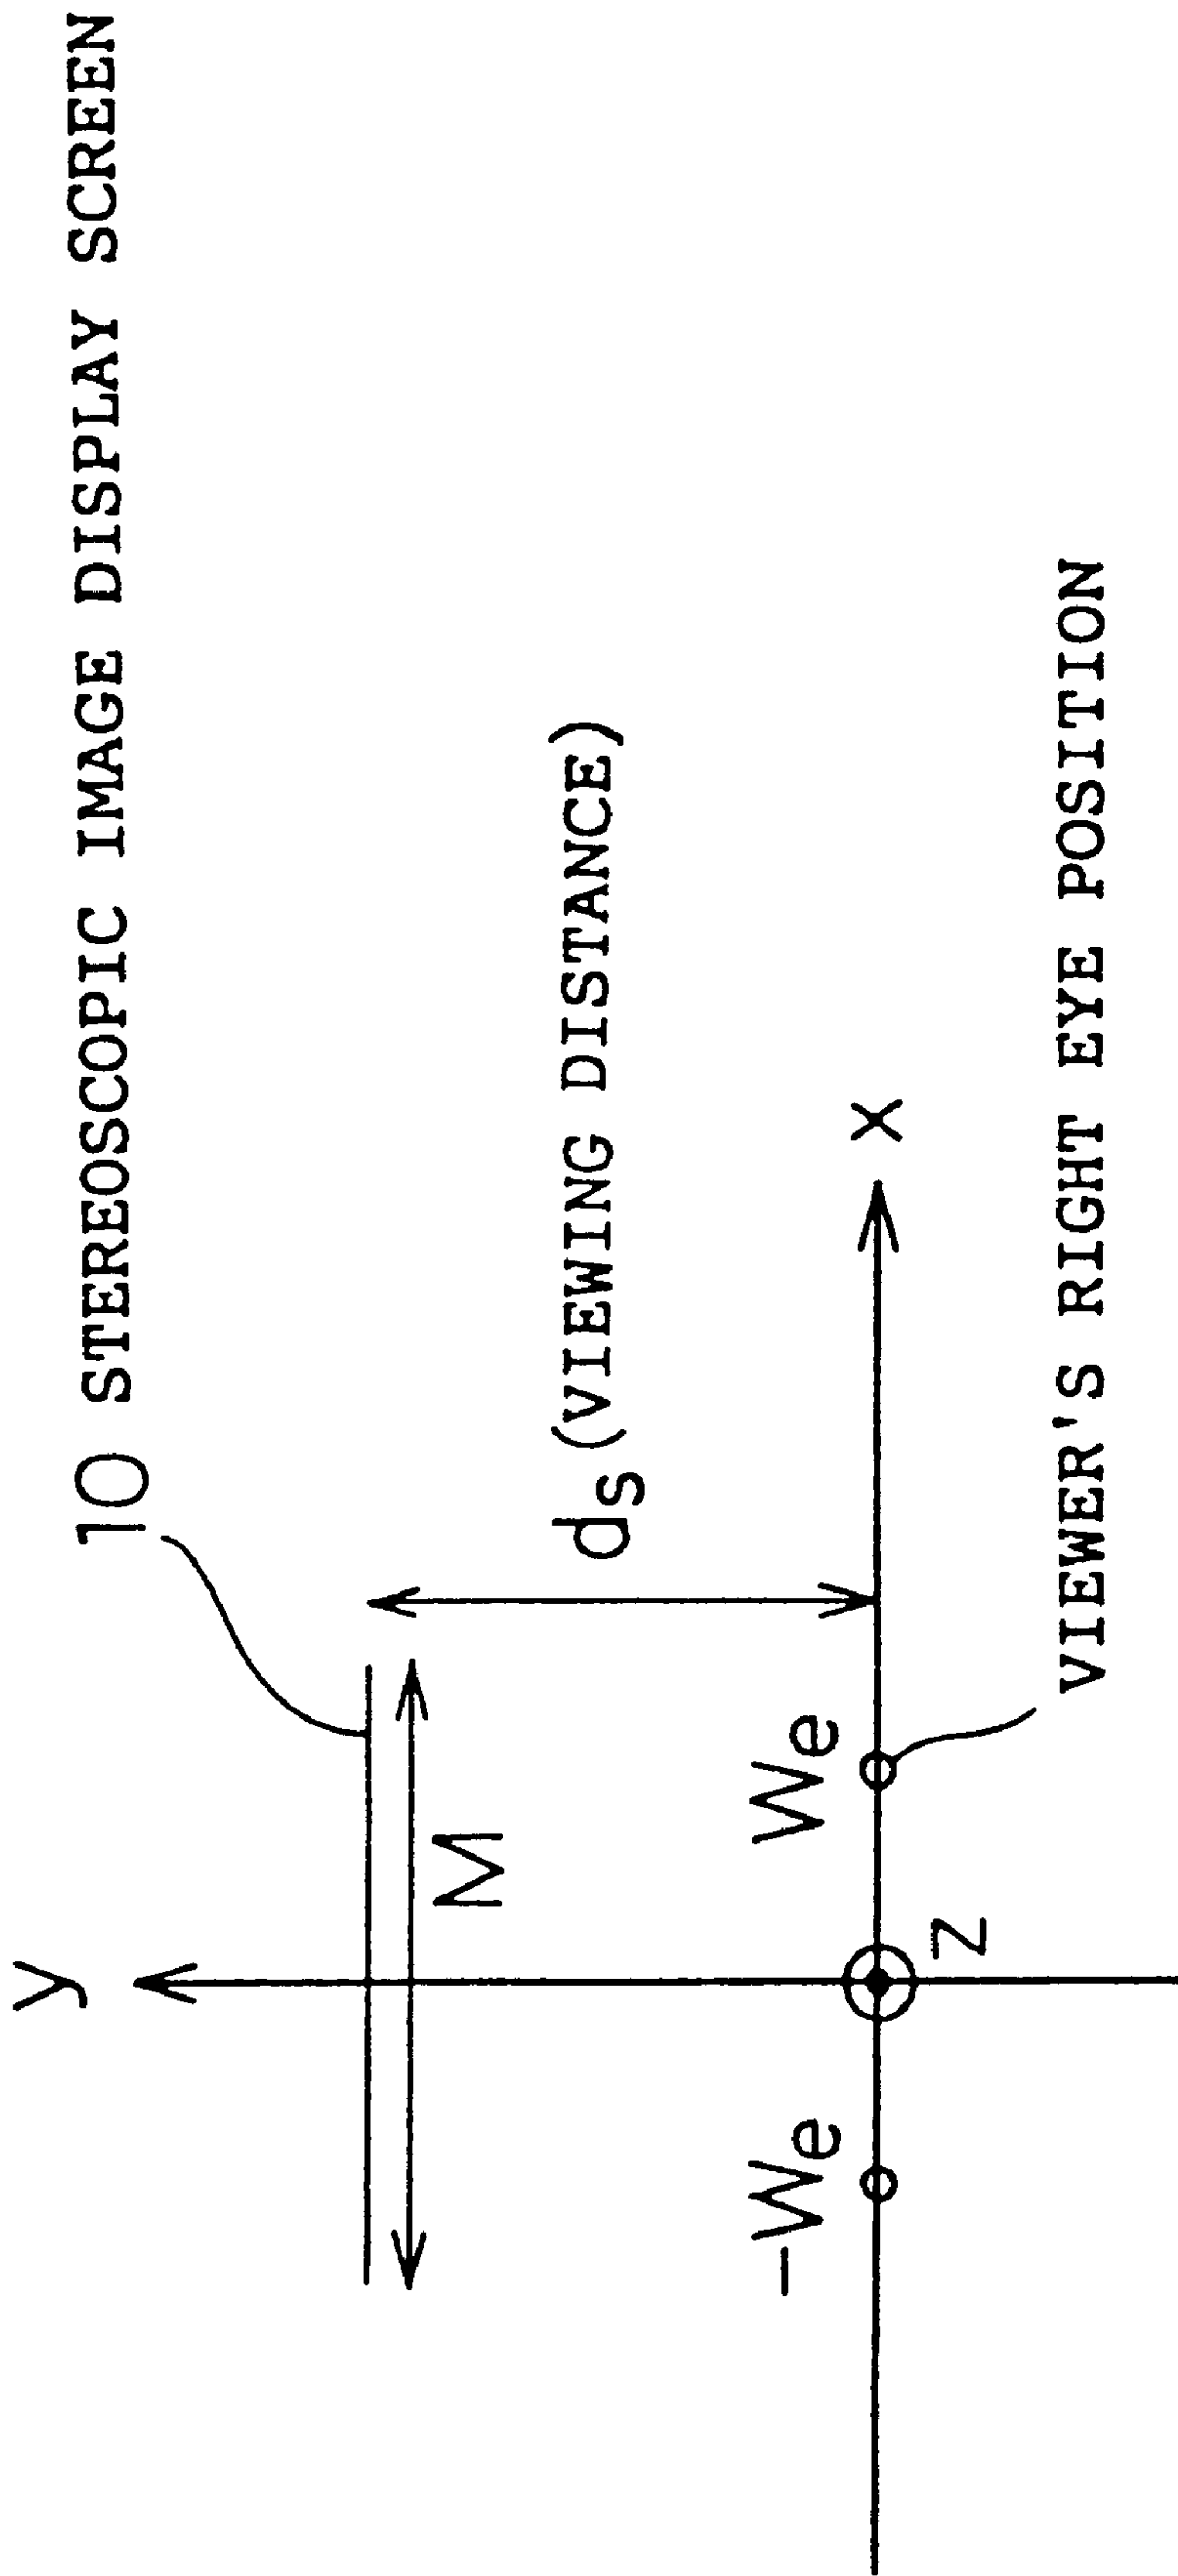 y
10 STEREOSCOPIC IMAGE DISPLAY SCREEN
M
ds (VIEWING DISTANCE)
-We
We
x
z
VIEWER'S RIGHT EYE POSITION